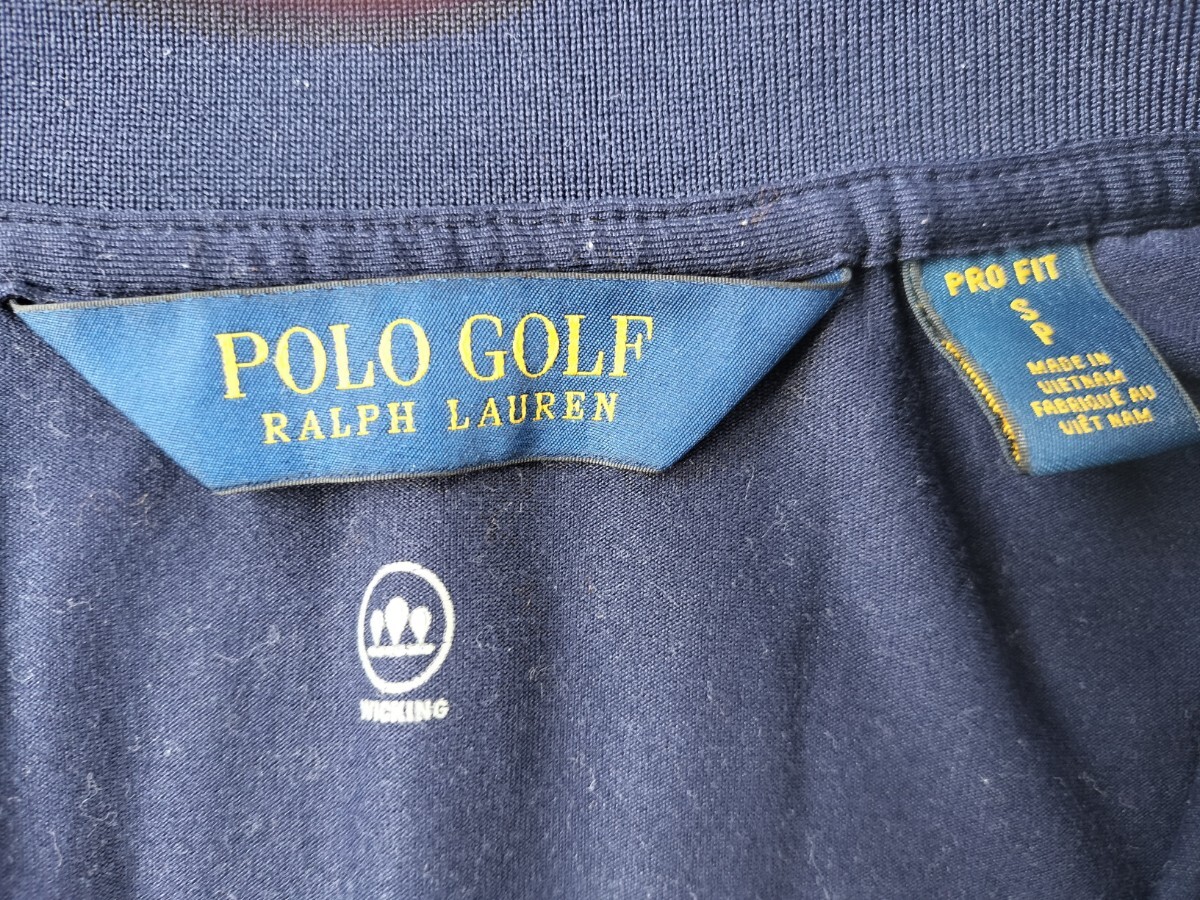 POLO GOLF
RALPH LAUREN
PRO FIT
S
P
MADE IN
VIETNAM
FABRIQUÉ AU
VIÊT NAM
WICKING